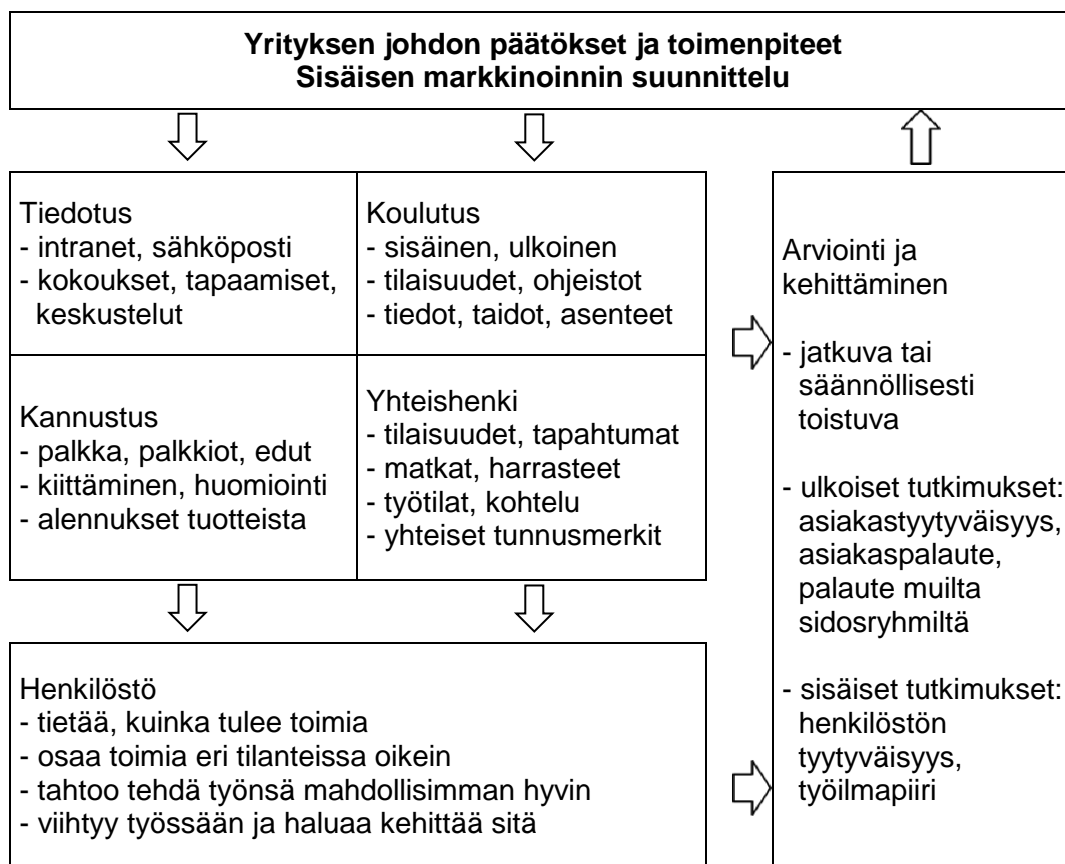 Yrityksen johdon päätökset ja toimenpiteet
Sisäisen markkinoinnin suunnittelu
Tiedotus
- intranet, sähköposti
- kokoukset, tapaamiset,
keskustelut
Koulutus
- sisäinen, ulkoinen
- tilaisuudet, ohjeistot
- tiedot, taidot, asenteet
Kannustus
- palkka, palkkiot, edut
- kiittäminen, huomiointi
- alennukset tuotteista
Yhteishenki
- tilaisuudet, tapahtumat
- matkat, harrasteet
- työtilat, kohtelu
- yhteiset tunnusmerkit
Henkilöstö
- tietää, kuinka tulee toimia
- osaa toimia eri tilanteissa oikein
- tahtoo tehdä työnsä mahdollisimman hyvin
- viihtyy työssään ja haluaa kehittää sitä
Arviointi ja
kehittäminen
- jatkuva tai
säännöllisesti
toistuva
- ulkoiset tutkimukset:
asiakastyytyväisyys,
asiakaspalaute,
palaute muilta
sidosryhmiltä
- sisäiset tutkimukset:
henkilöstön
tyytyväisyys,
työilmapiiri